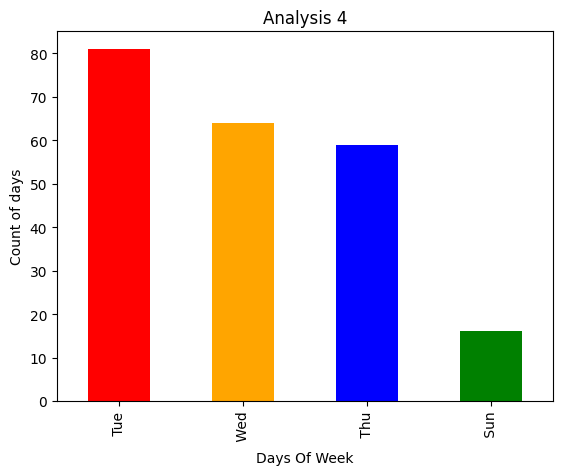 Analysis 4
Count of days
80
70
60
50
40
30
20
10
0
Tue
Wed
Thu
Sun
Days Of Week